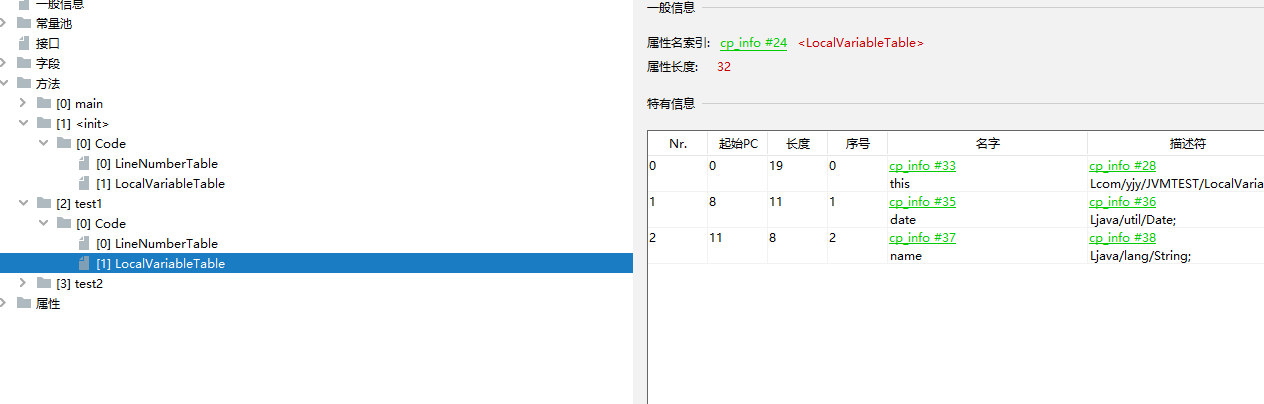 一般信息
常量池
接口
字段
方法
[0] main
[1] <init>
[0] Code
[0] LineNumberTable
[1] LocalVariableTable
[2] test1
[0] Code
[0] LineNumberTable
[1] LocalVariableTable
[3] test2
属性
一般信息
属性名索引: cp_info #24 <LocalVariableTable>
属性长度: 32
特有信息
Nr. 起始PC 长度 序号 名字 描述符
0 0 19 0 cp_info #33 cp_info #28
this Lcom/yjy/JVMTEST/LocalVaria
1 8 11 1 cp_info #35 cp_info #36
date Ljava/util/Date;
2 11 8 2 cp_info #37 cp_info #38
name Ljava/lang/String;